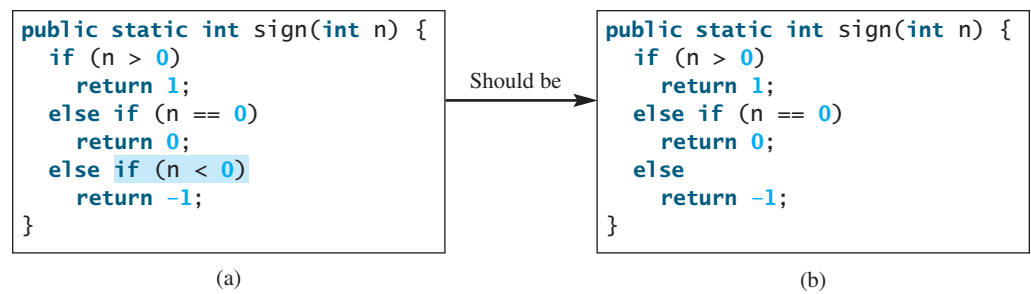 public static int sign(int n) {
  if (n > 0)
    return 1;
  else if (n == 0)
    return 0;
  else if (n < 0)
    return −1;
}
(a)
Should be
public static int sign(int n) {
  if (n > 0)
    return 1;
  else if (n == 0)
    return 0;
  else
    return −1;
}
(b)